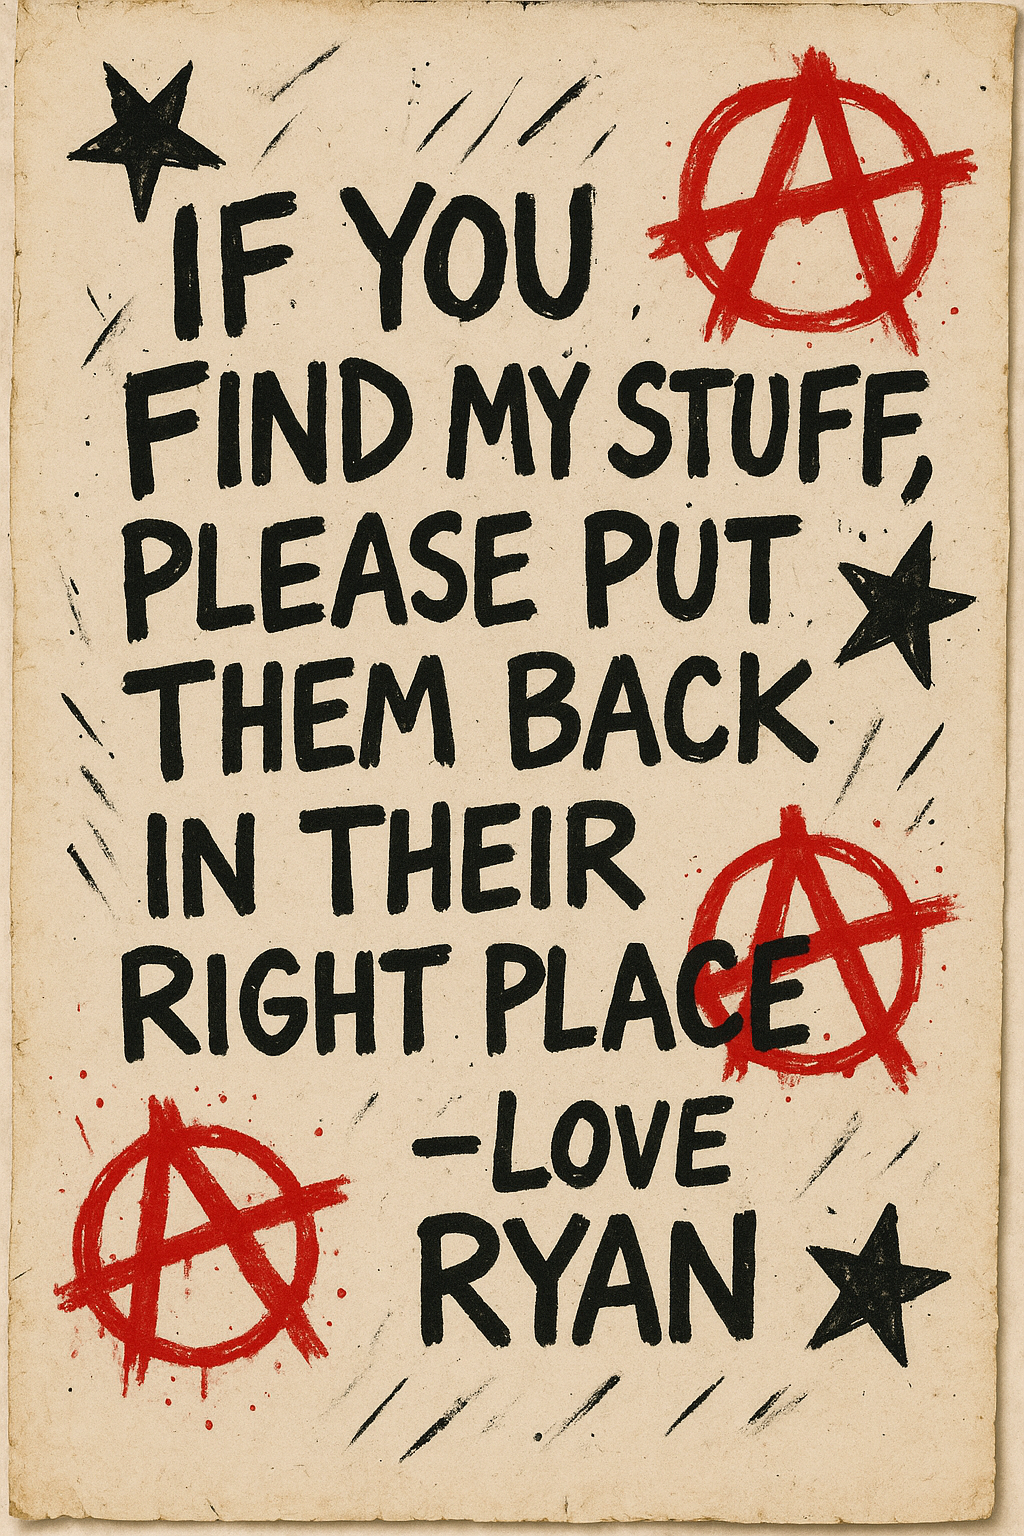 IF YOU
FIND MY STUFF,
PLEASE PUT
THEM BACK
IN THEIR
RIGHT PLACE
–LOVE
RYAN